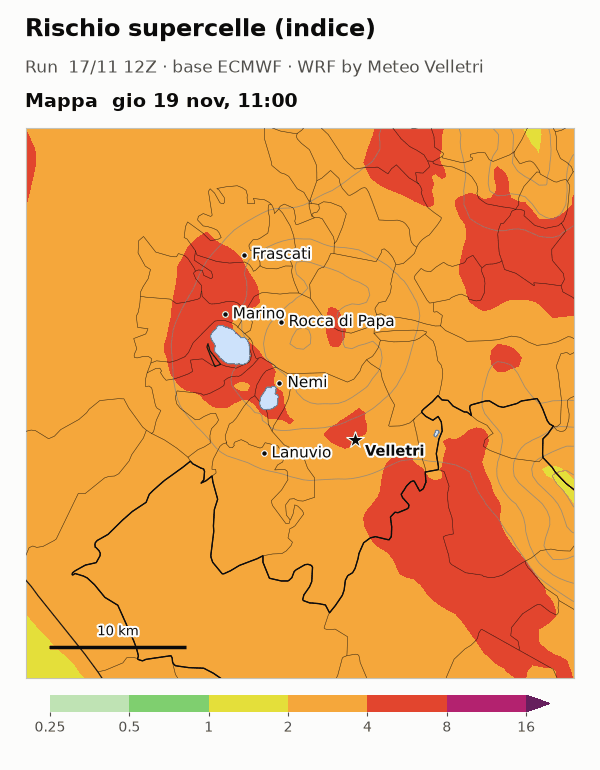 Rischio supercelle (indice)
Run  17/11 12Z · base ECMWF · WRF by Meteo Velletri
Mappa  gio 19 nov, 11:00
Frascati
Marino
Rocca di Papa
Nemi
Velletri
Lanuvio
10 km
0.25 0.5 1 2 4 8 16